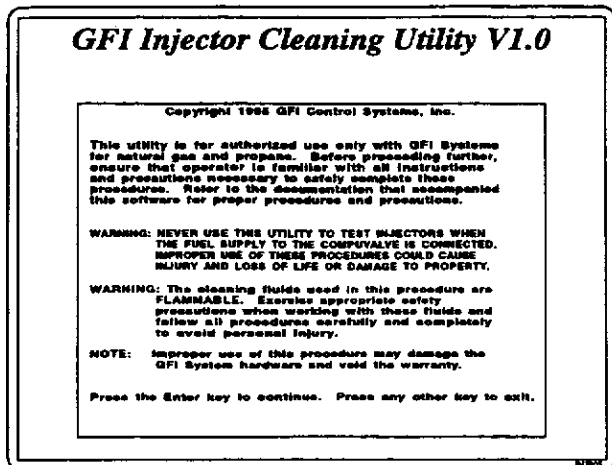 GFI Injector Cleaning Utility V1.0
Copyright 1995 GFI Control Systems, Inc.
This utility is for authorized use only with GFI Systems
for natural gas and propane. Before proceeding further,
ensure that operator is familiar with all instructions
and precautions necessary to safely complete these
procedures. Refer to the documentation that accompanied
this software for proper procedures and precautions.
WARNING: NEVER USE THIS UTILITY TO TEST INJECTORS WHEN
THE FUEL SUPPLY TO THE COMPUVALVE IS CONNECTED.
IMPROPER USE OF THESE PROCEDURES COULD CAUSE
INJURY AND LOSS OF LIFE OR DAMAGE TO PROPERTY.
WARNING: The cleaning fluids used in this procedure are
FLAMMABLE. Exercise appropriate safety
precautions when working with these fluids and
follow all procedures carefully and completely
to avoid personal injury.
NOTE: Improper use of this procedure may damage the
GFI System hardware and void the warranty.
Press the Enter key to continue. Press any other key to exit.